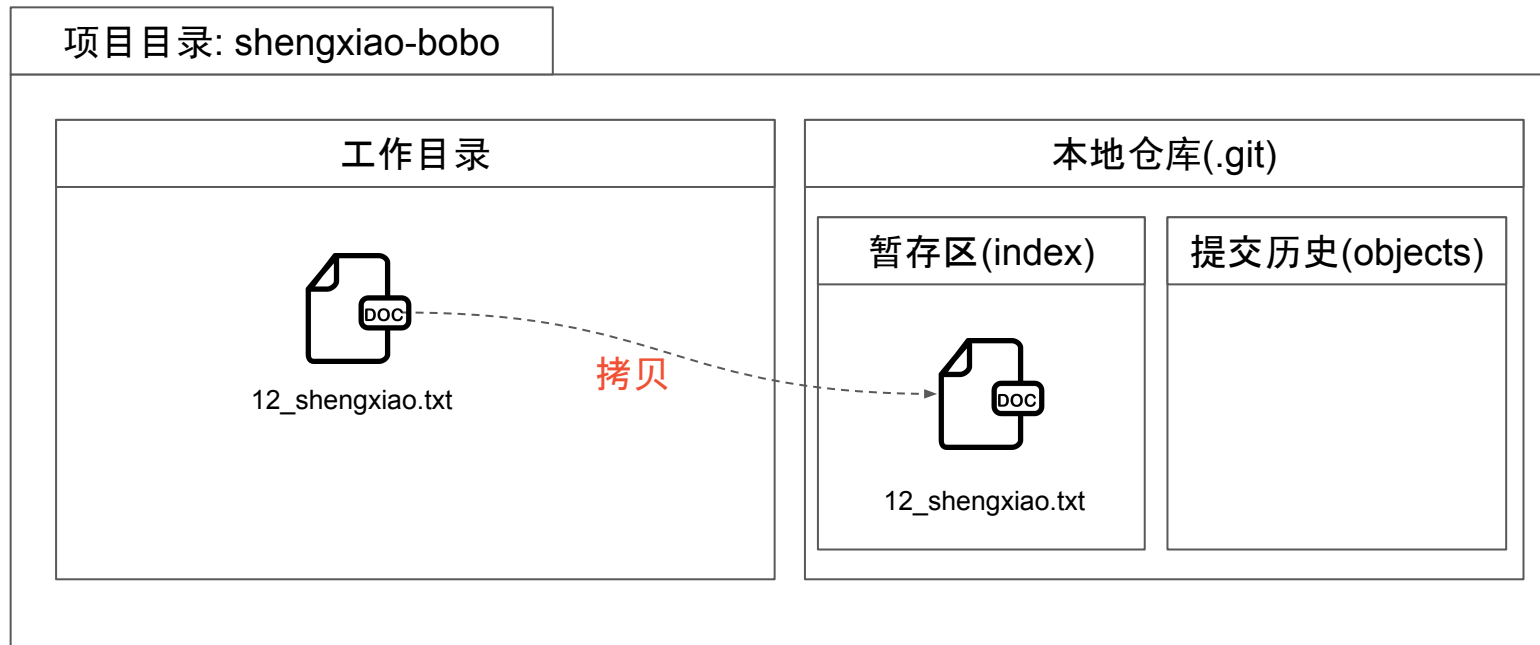 项目目录: shengxiao-bobo
工作目录
本地仓库(.git)
暂存区(index)
提交历史(objects)
DOC
12_shengxiao.txt
拷贝
DOC
12_shengxiao.txt